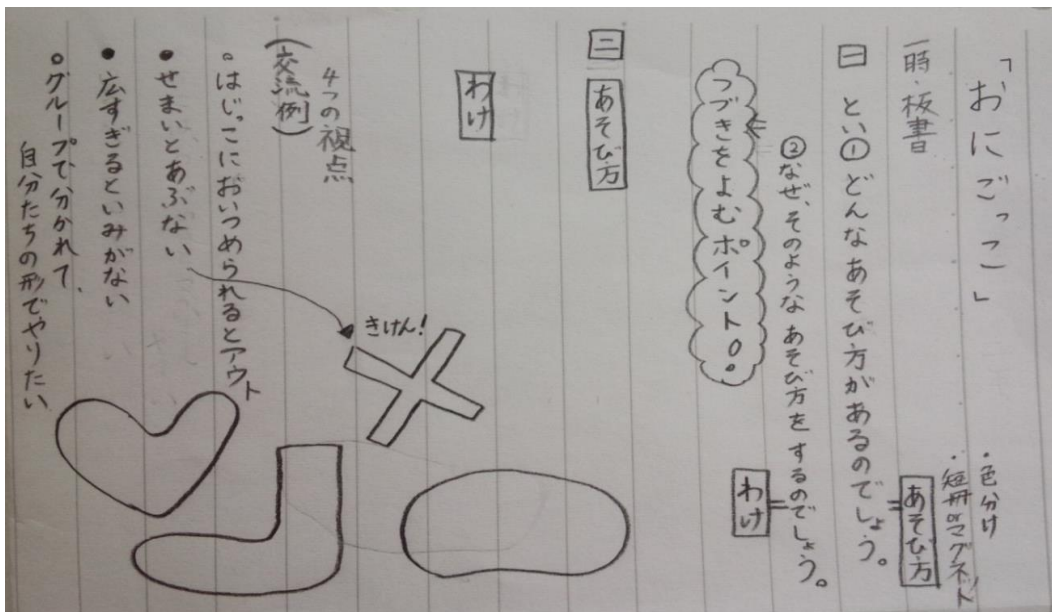 「おにごっこ」
一時・板書
・色分け
・短冊orマグネット
一 とい①どんなあそび方があるのでしょう。
あそび方
②なぜ、そのようなあそび方をするのでしょう。
わけ
つづきをよむポイント○。
二 あそび方
わけ
4つの視点
(交流例)
○はじっこにおいつめられるとアウト
●せまいとあぶない
きけん!
●広すぎるといみがない
○グループで分かれて、
自分たちの形でやりたい